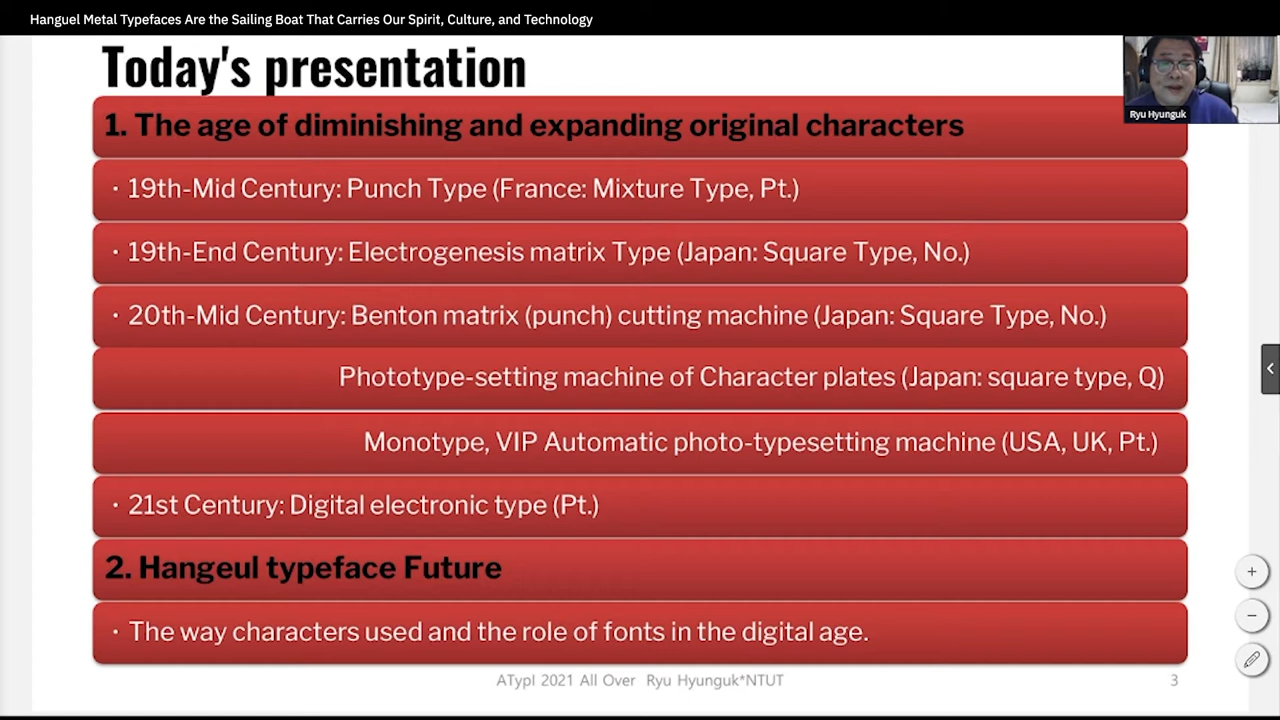 Hanguel Metal Typefaces Are the Sailing Boat That Carries Our Spirit, Culture, and Technology
Today's presentation
Ryu Hyunguk
1. The age of diminishing and expanding original characters
· 19th-Mid Century: Punch Type (France: Mixture Type, Pt.)
· 19th-End Century: Electrogenesis matrix Type (Japan: Square Type, No.)
· 20th-Mid Century: Benton matrix (punch) cutting machine (Japan: Square Type, No.)
Phototype-setting machine of Character plates (Japan: square type, Q)
Monotype, VIP Automatic photo-typesetting machine (USA, UK, Pt.)
· 21st Century: Digital electronic type (Pt.)
2. Hangeul typeface Future
· The way characters used and the role of fonts in the digital age.
ATypI 2021 All Over Ryu Hyunguk*NTUT
3